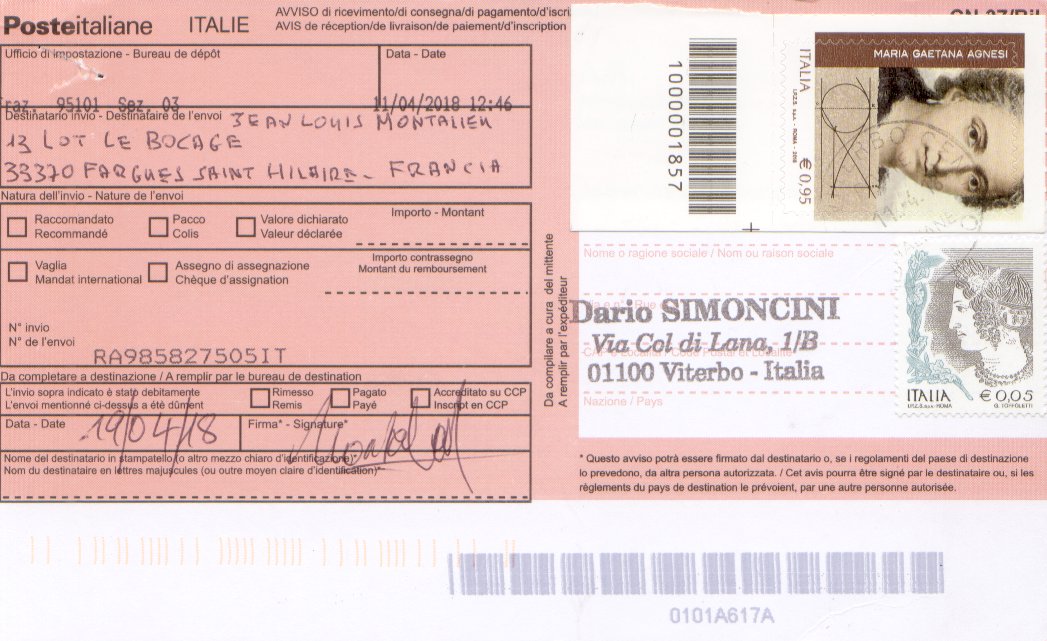 Posteitaliane ITALIE
AVVISO di ricevimento/di consegna/di pagamento/d'iscri
AVIS de réception/de livraison/de paiement/d'inscription
Ufficio di impostazione - Bureau de dépôt
Data - Date
raz. 95101 Sez. 03
11/04/2018 12:46
Destinatario invio - Destinataire de l'envoi
JEAN LOUIS MONTALIEU
13 LOT LE BOCAGE
33370 FARGUES SAINT HILAIRE - FRANCIA
Natura dell'invio - Nature de l'envoi
Raccomandato
Recommandé
Pacco
Colis
Valore dichiarato
Valeur déclarée
Importo - Montant
Vaglia
Mandat international
Assegno di assegnazione
Chèque d'assignation
Importo contrassegno
Montant du remboursement
N° invio
N° de l'envoi
RA985827505IT
Da completare a destinazione / A remplir par le bureau de destination
L'invio sopra indicato è stato debitamente
L'envoi mentionné ci-dessus a été dûment
Rimesso
Remis
Pagato
Payé
Accreditato su CCP
Inscript en CCP
Data - Date
19/04/18
Firma* - Signature*
Nome del destinatario in stampatello (o altro mezzo chiaro d'identificazione)*
Nom du destinataire en lettres majuscules (ou outre moyen claire d'identification)*
Da compilare a cura del mittente
A remplir par l'expéditeur
1000001857
ITALIA
I.P.Z.S. S.p.A. - ROMA - 2018
€ 0,95
MARIA GAETANA AGNESI
Nome o ragione sociale / Nom ou raison sociale
Dario SIMONCINI
Via Col di Lana, 1/B
01100 Viterbo - Italia
Nazione / Pays
ITALIA € 0,05
I.P.Z.S. S.p.A. - ROMA
G. TOFFOLETTI
* Questo avviso potrà essere firmato dal destinatario o, se i regolamenti del paese di destinazione
lo prevedono, da altra persona autorizzata. / Cet avis pourra être signé par le destinataire ou, si les
règlements du pays de destination le prévoient, par une autre personne autorisée.
0101A617A